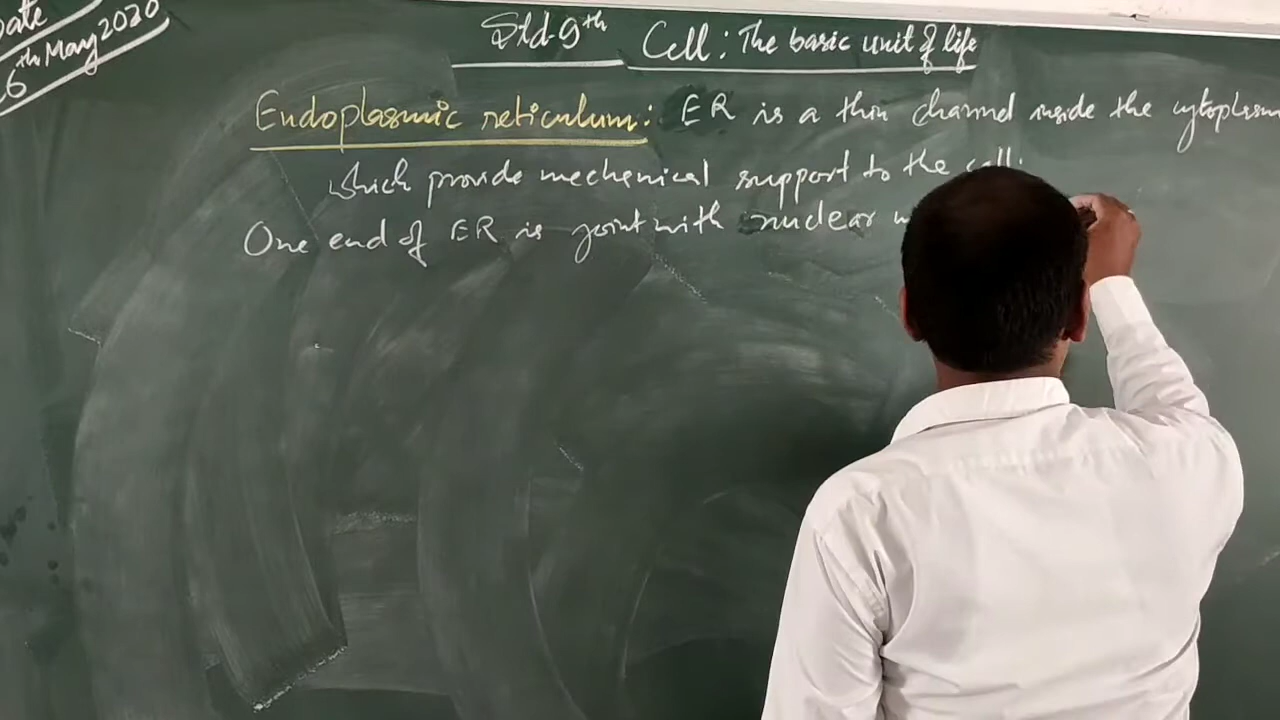 Date
6th May 2020
Std-9th Cell: The basic unit of life
Endoplasmic reticulum: ER is a thin channel inside the cytoplasm
which provide mechenical support to the cell.
One end of ER is joint with nuclear